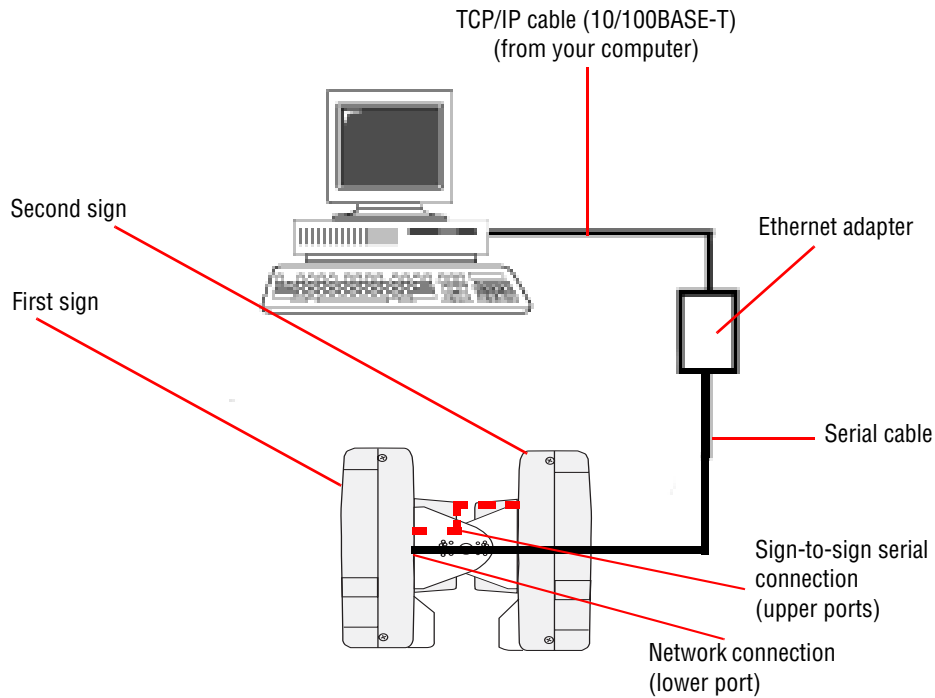 TCP/IP cable (10/100BASE-T)
(from your computer)
Second sign
Ethernet adapter
First sign
Serial cable
Sign-to-sign serial
connection
(upper ports)
Network connection
(lower port)